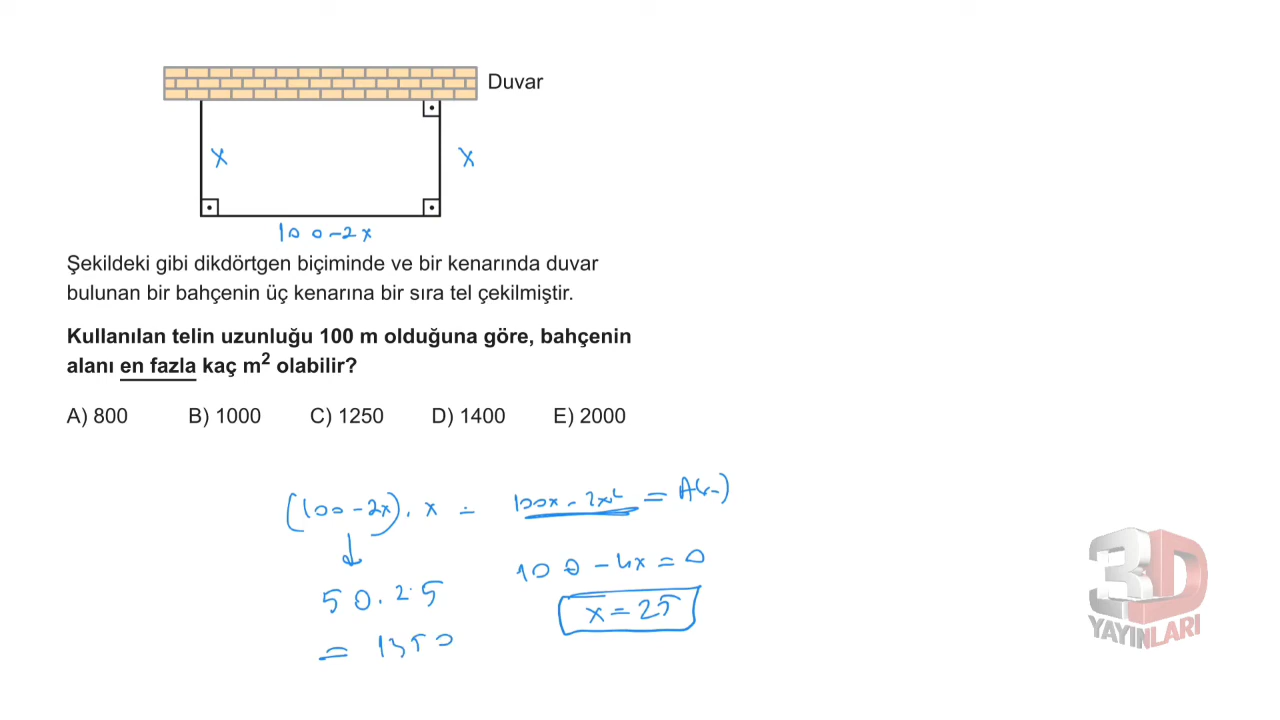 Duvar
x
x
100-2x
Şekildeki gibi dikdörtgen biçiminde ve bir kenarında duvar
bulunan bir bahçenin üç kenarına bir sıra tel çekilmiştir.
Kullanılan telin uzunluğu 100 m olduğuna göre, bahçenin
alanı en fazla kaç m² olabilir?
A) 800 B) 1000 C) 1250 D) 1400 E) 2000
(100-2x).x = 100x-2x² = A(x)
100-4x=0
50.25
x=25
= 1350
3D
YAYINLARI